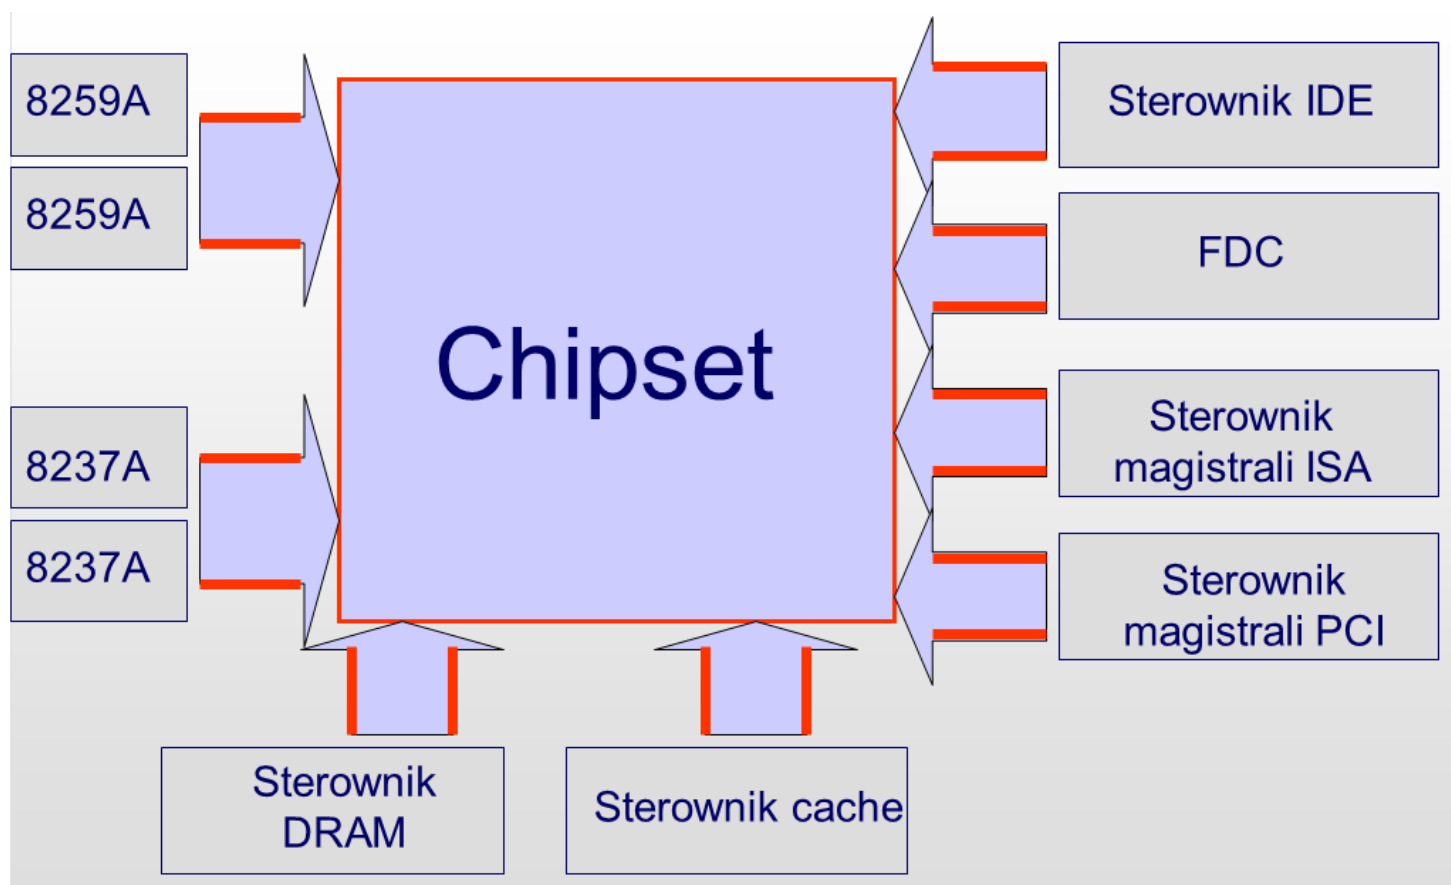 8259A
8259A
8237A
8237A
Chipset
Sterownik IDE
FDC
Sterownik
magistrali ISA
Sterownik
magistrali PCI
Sterownik
DRAM
Sterownik cache